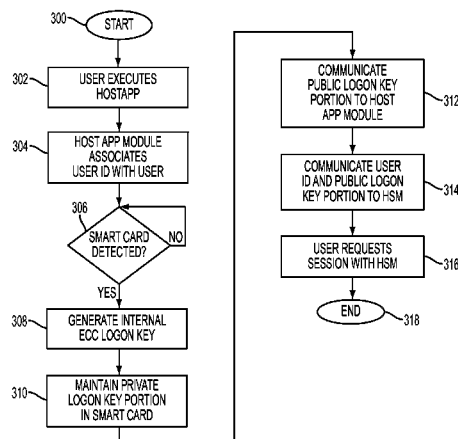 300
START
302
USER EXECUTES
HOSTAPP
304
HOST APP MODULE
ASSOCIATES
USER ID WITH USER
306
SMART CARD
DETECTED?
NO
YES
308
GENERATE INTERNAL
ECC LOGON KEY
310
MAINTAIN PRIVATE
LOGON KEY PORTION
IN SMART CARD
COMMUNICATE
PUBLIC LOGON KEY
PORTION TO HOST
APP MODULE
312
COMMUNICATE USER
ID AND PUBLIC LOGON
KEY PORTION TO HSM
314
USER REQUESTS
SESSION WITH HSM
316
END
318